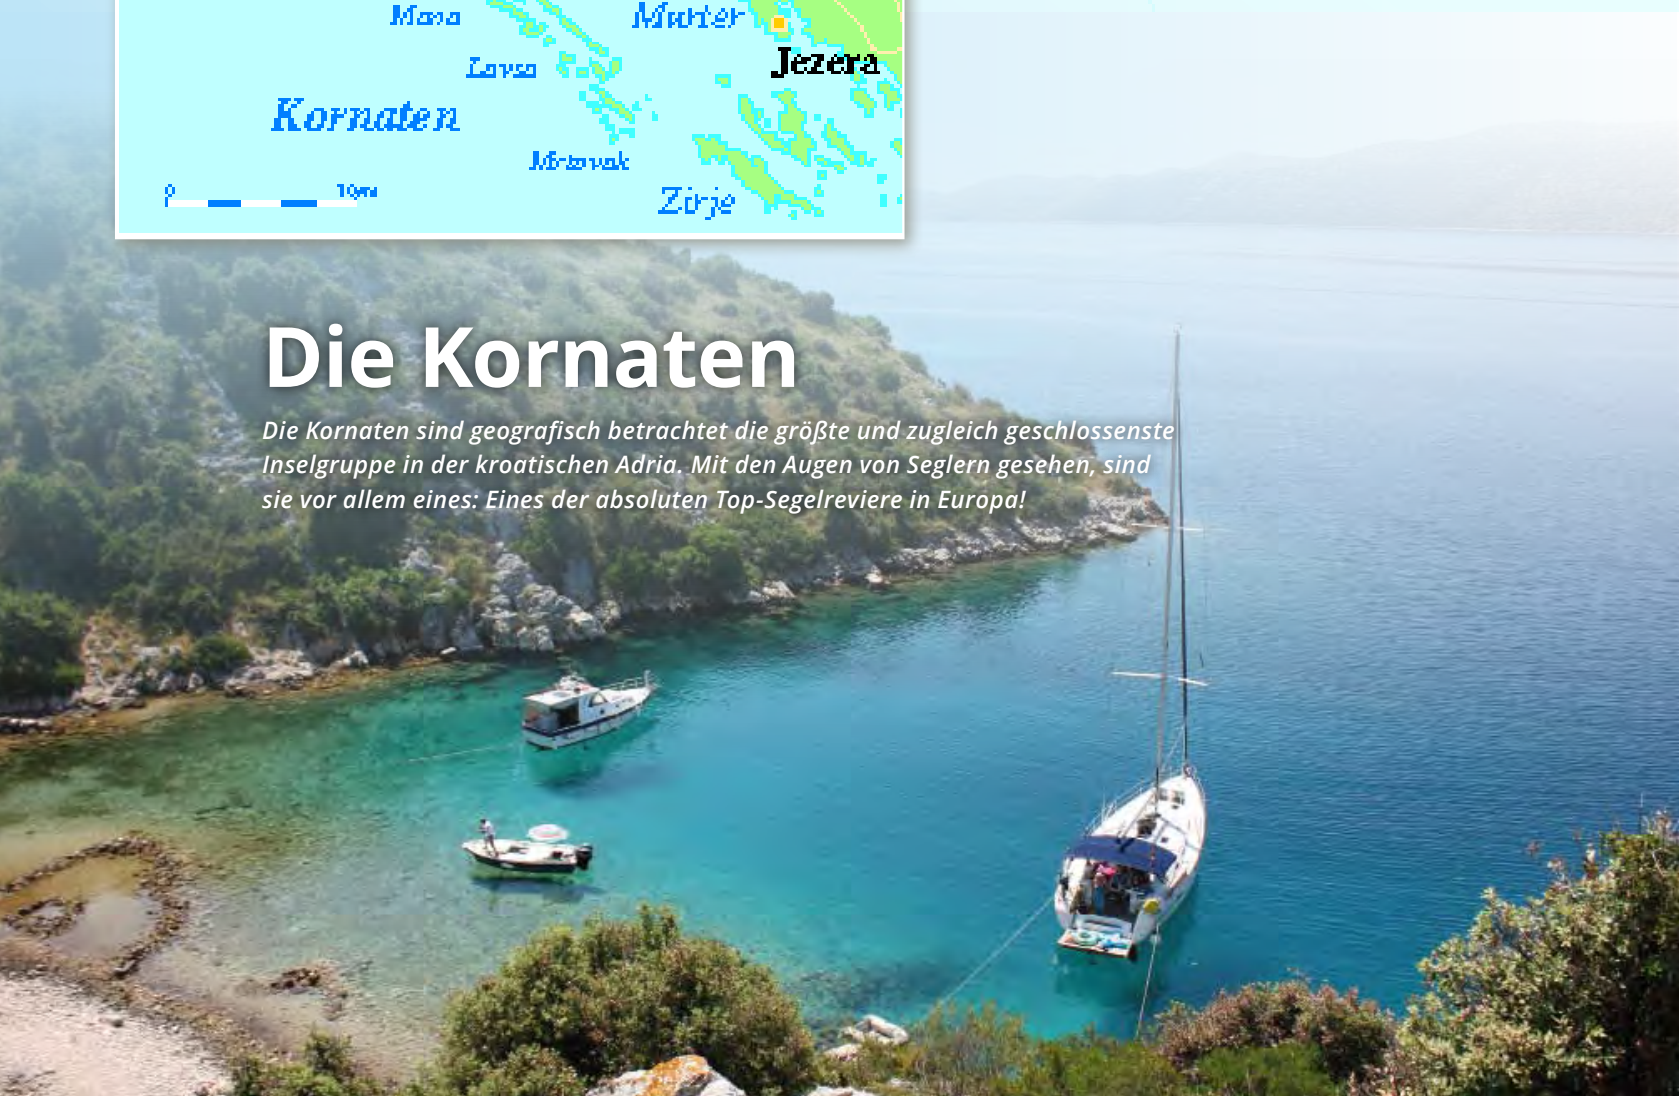 Murter
Jezera
Kornaten
0
Zirje
Die Kornaten
Die Kornaten sind geografisch betrachtet die größte und zugleich geschlossenste
Inselgruppe in der kroatischen Adria. Mit den Augen von Seglern gesehen, sind
sie vor allem eines: Eines der absoluten Top-Segelreviere in Europa!